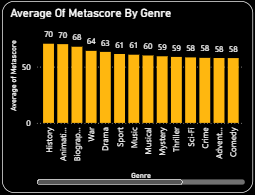 Average Of Metascore By Genre
Average of Metascore
50
0
70 70 68 64 63 61 61 60 59 59 58 58 58 58
History Animati... Biograp... War Drama Sport Music Musical Mystery Thriller Sci-Fi Crime Advent... Comedy
Genre